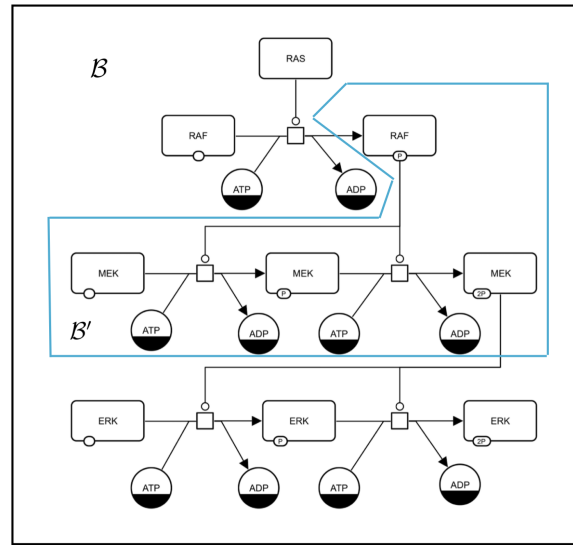 ℬ
RAS
RAF RAF
P
ATP ADP
MEK MEK MEK
P 2P
ℬ′
ATP ADP ATP ADP
ERK ERK ERK
P 2P
ATP ADP ATP ADP